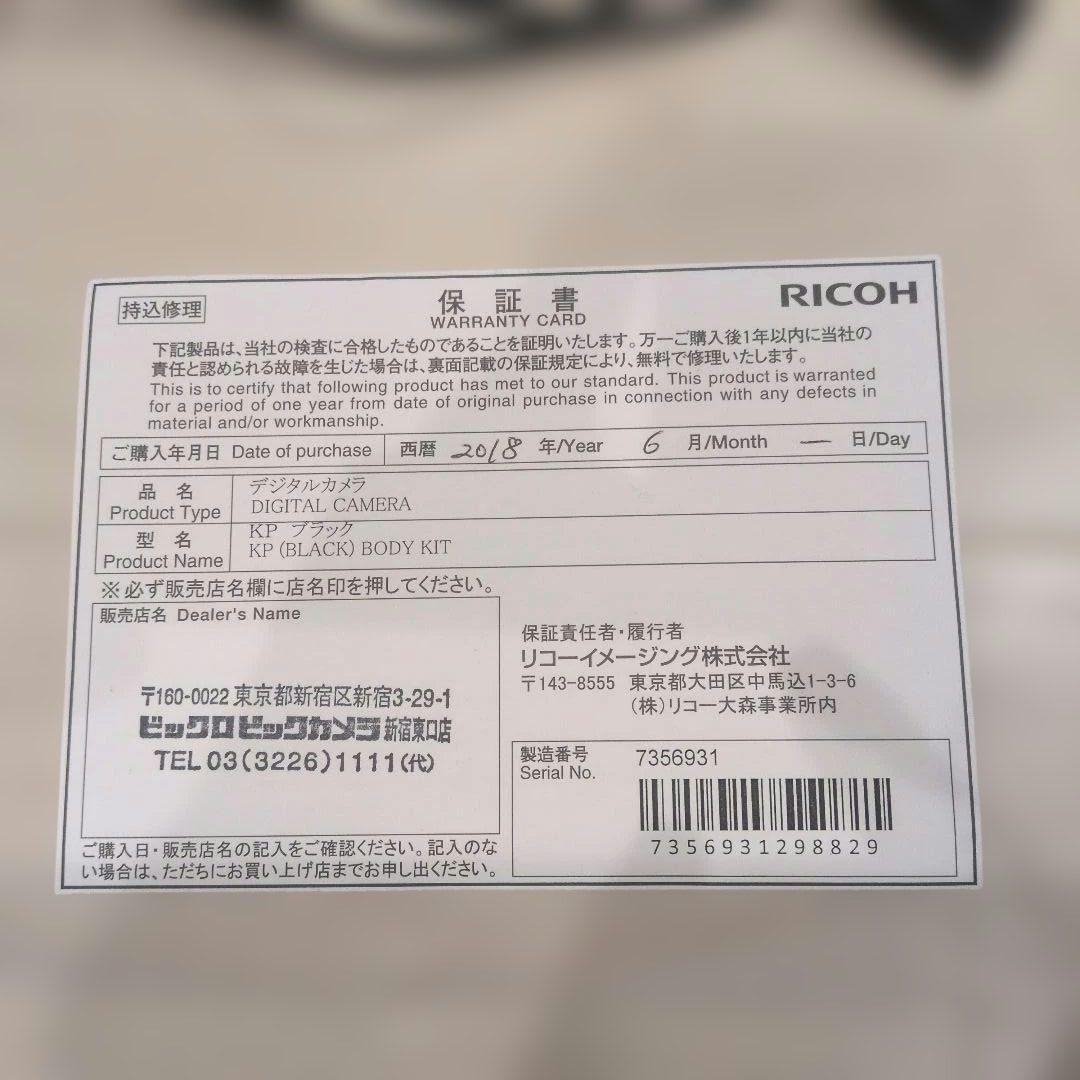 持込修理
保証書
RICOH
WARRANTY CARD
下記製品は、当社の検査に合格したものであることを証明いたします。万一ご購入後1年以内に当社の
責任と認められる故障を生じた場合は、裏面記載の保証規定により、無料で修理いたします。
This is to certify that following product has met to our standard. This product is warranted
for a period of one year from date of original purchase in connection with any defects in
material and/or workmanship.
ご購入年月日 Date of purchase 西暦 2018 年/Year 6 月/Month — 日/Day
品名 デジタルカメラ
Product Type DIGITAL CAMERA
型名 KP ブラック
Product Name KP (BLACK) BODY KIT
※必ず販売店名欄に店名印を押してください。
販売店名 Dealer's Name
〒160-0022 東京都新宿区新宿3-29-1
ビックロ ビックカメラ 新宿東口店
TEL 03(3226)1111(代)
ご購入日・販売店名の記入をご確認ください。記入のな
い場合は、ただちにお買い上げ店までお申し出ください。
保証責任者・履行者
リコーイメージング株式会社
〒143-8555 東京都大田区中馬込1-3-6
(株)リコー大森事業所内
製造番号 7356931
Serial No.
7356931298829